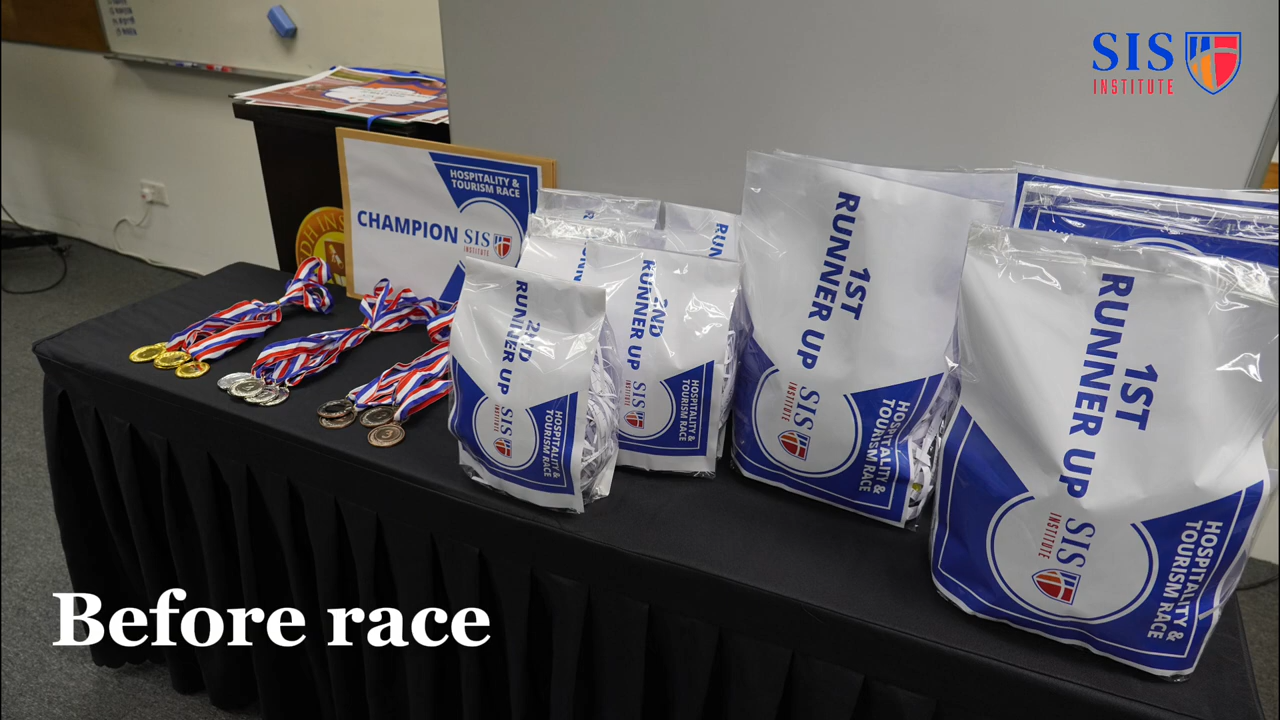 SIS
INSTITUTE
HOSPITALITY &
TOURISM RACE
CHAMPION
SIS
INSTITUTE
2ND
RUNNER UP
SIS
INSTITUTE
HOSPITALITY &
TOURISM RACE
2ND
RUNNER UP
SIS
INSTITUTE
HOSPITALITY &
TOURISM RACE
1ST
RUNNER UP
SIS
INSTITUTE
HOSPITALITY &
TOURISM RACE
1ST
RUNNER UP
SIS
INSTITUTE
HOSPITALITY &
TOURISM RACE
Before race